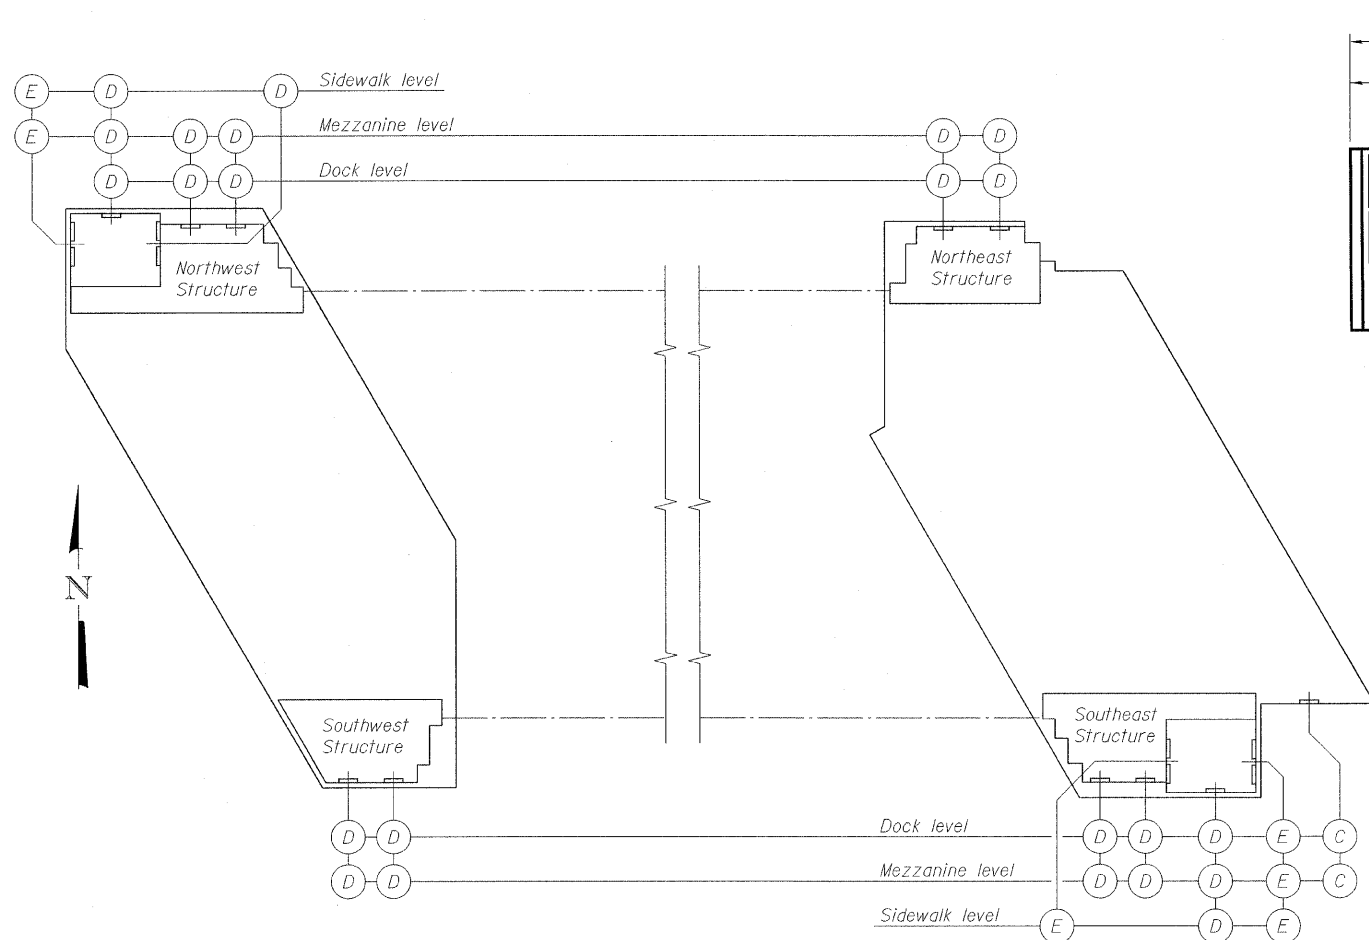 E D D Sidewalk level
E D D D Mezzanine level D D
D D D Dock level D D
Northwest
Structure
Northeast
Structure
N
Southwest
Structure
Southeast
Structure
D D Dock level D D D E C
D D Mezzanine level D D D E C
Sidewalk level E D E